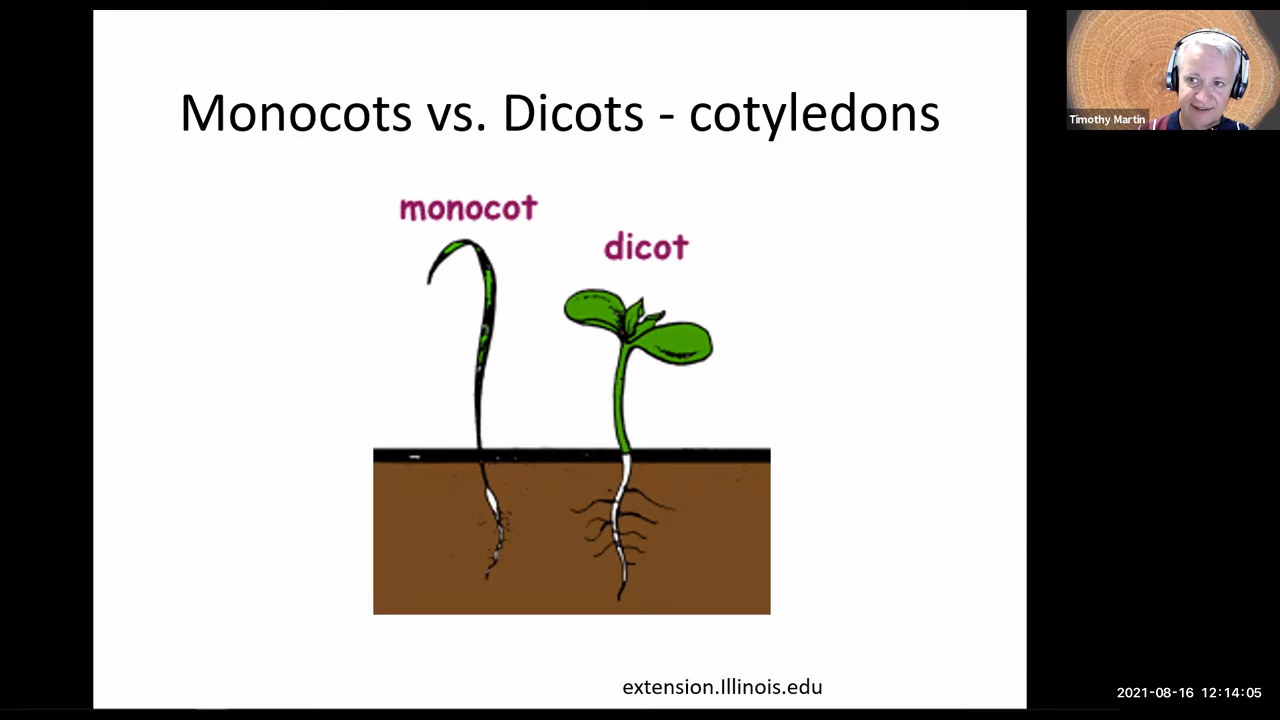 Monocots vs. Dicots - cotyledons
monocot
dicot
extension.Illinois.edu
Timothy Martin
2021-08-16 12:14:05